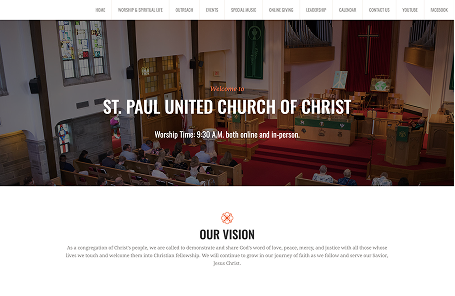 HOME WORSHIP & SPIRITUAL LIFE OUTREACH EVENTS SPECIAL MUSIC ONLINE GIVING LEADERSHIP CALENDAR CONTACT US YOUTUBE FACEBOOK
Welcome to
ST. PAUL UNITED CHURCH OF CHRIST
Worship Time: 9:30 A.M. both online and in-person.
OUR VISION
As a congregation of Christ's people, we are called to demonstrate and share God's word of love, peace, mercy, and justice with all those whose
lives we touch and welcome them into Christian fellowship. We will continue to grow in our journey of faith as we follow and serve our Savior,
Jesus Christ.